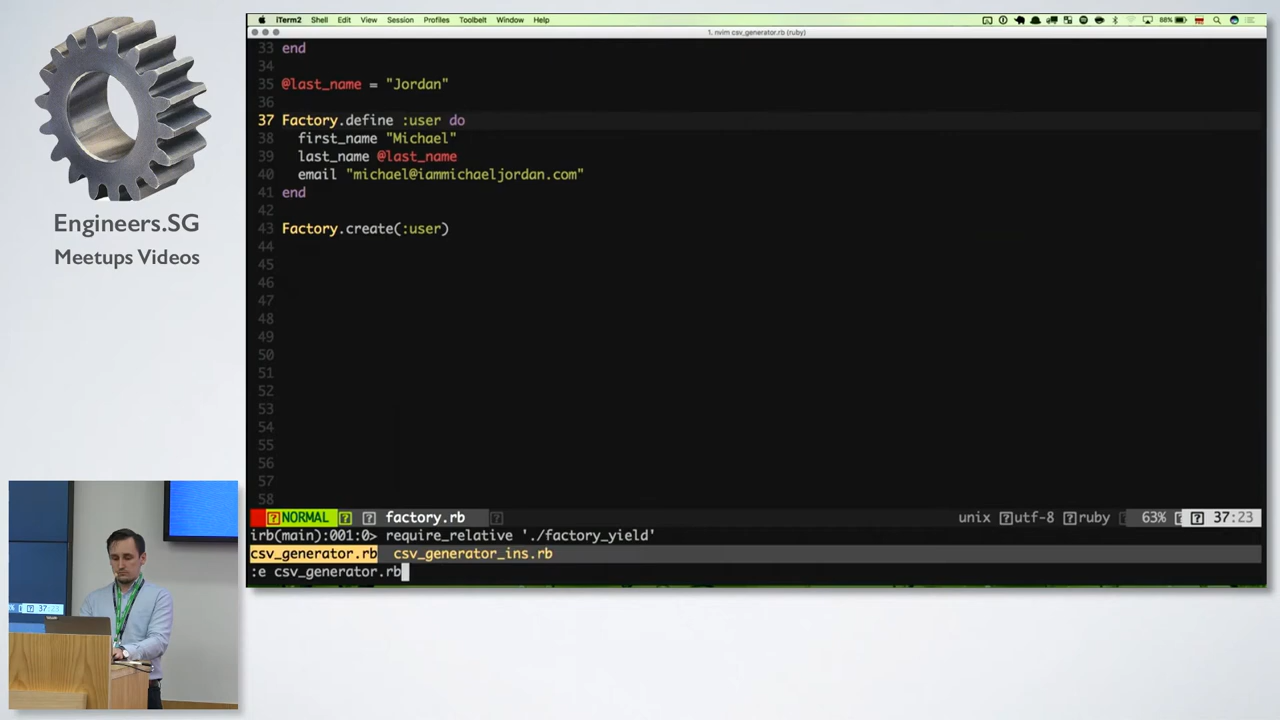 iTerm2 Shell Edit View Session Profiles Toolbelt Window Help
88%
1. nvim csv_generator.rb (ruby)
33 end
34
35 @last_name = "Jordan"
36
37 Factory.define :user do
38 first_name "Michael"
39 last_name @last_name
40 email "michael@iammichaeljordan.com"
41 end
42
43 Factory.create(:user)
44
45
46
47
48
49
50
51
52
53
54
55
56
57
58
NORMAL factory.rb unix utf-8 ruby 63% 37:23
irb(main):001:0> require_relative './factory_yield'
csv_generator.rb csv_generator_ins.rb
:e csv_generator.rb
Engineers.SG
Meetups Videos
37:23